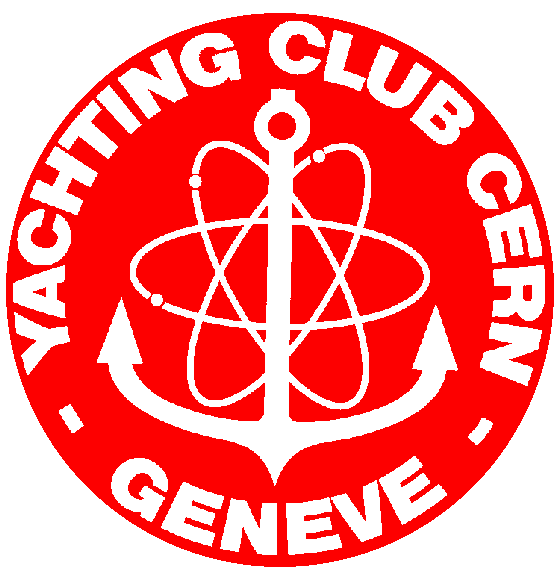 YACHTING CLUB CERN
- GENEVE -